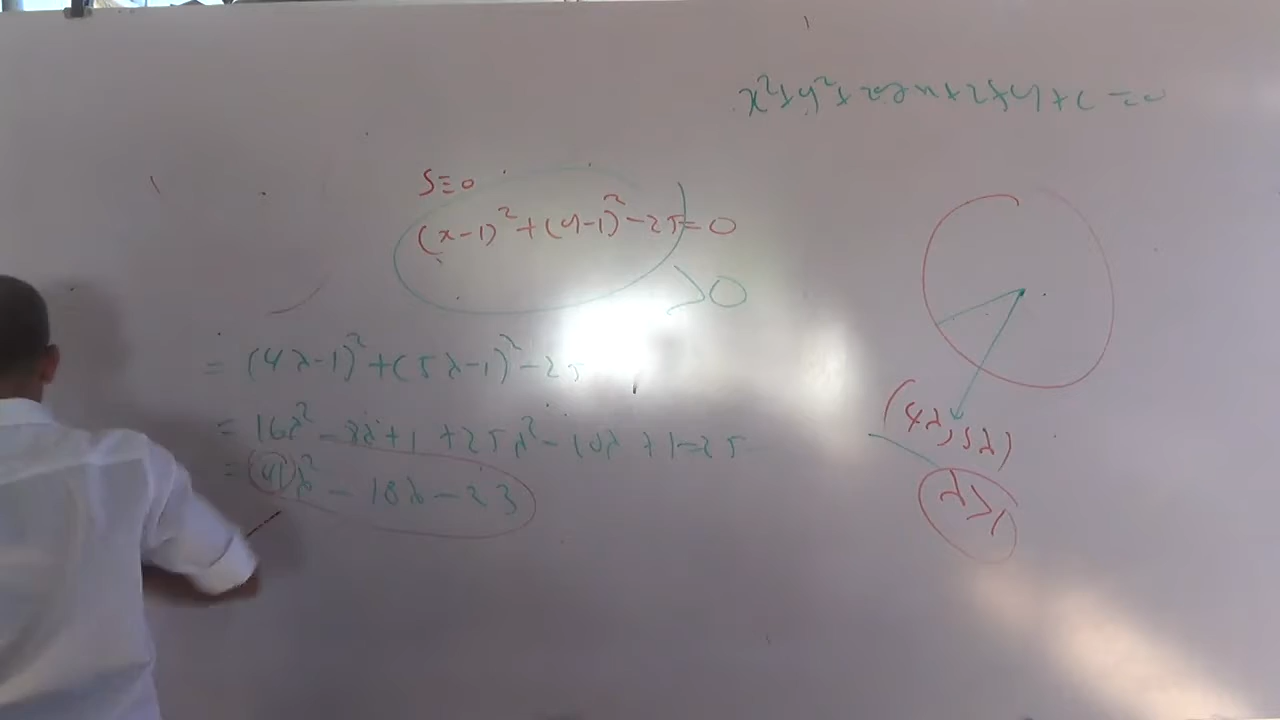 x²+y²+2gx+2fy+c=0
S≡0
(x-1)²+(y-1)²-25=0
>0
=(4λ-1)²+(5λ-1)²-25
=16λ²-8λ+1+25λ²-10λ+1-25
=41λ²-18λ-23
(4λ,5λ)
λ>1